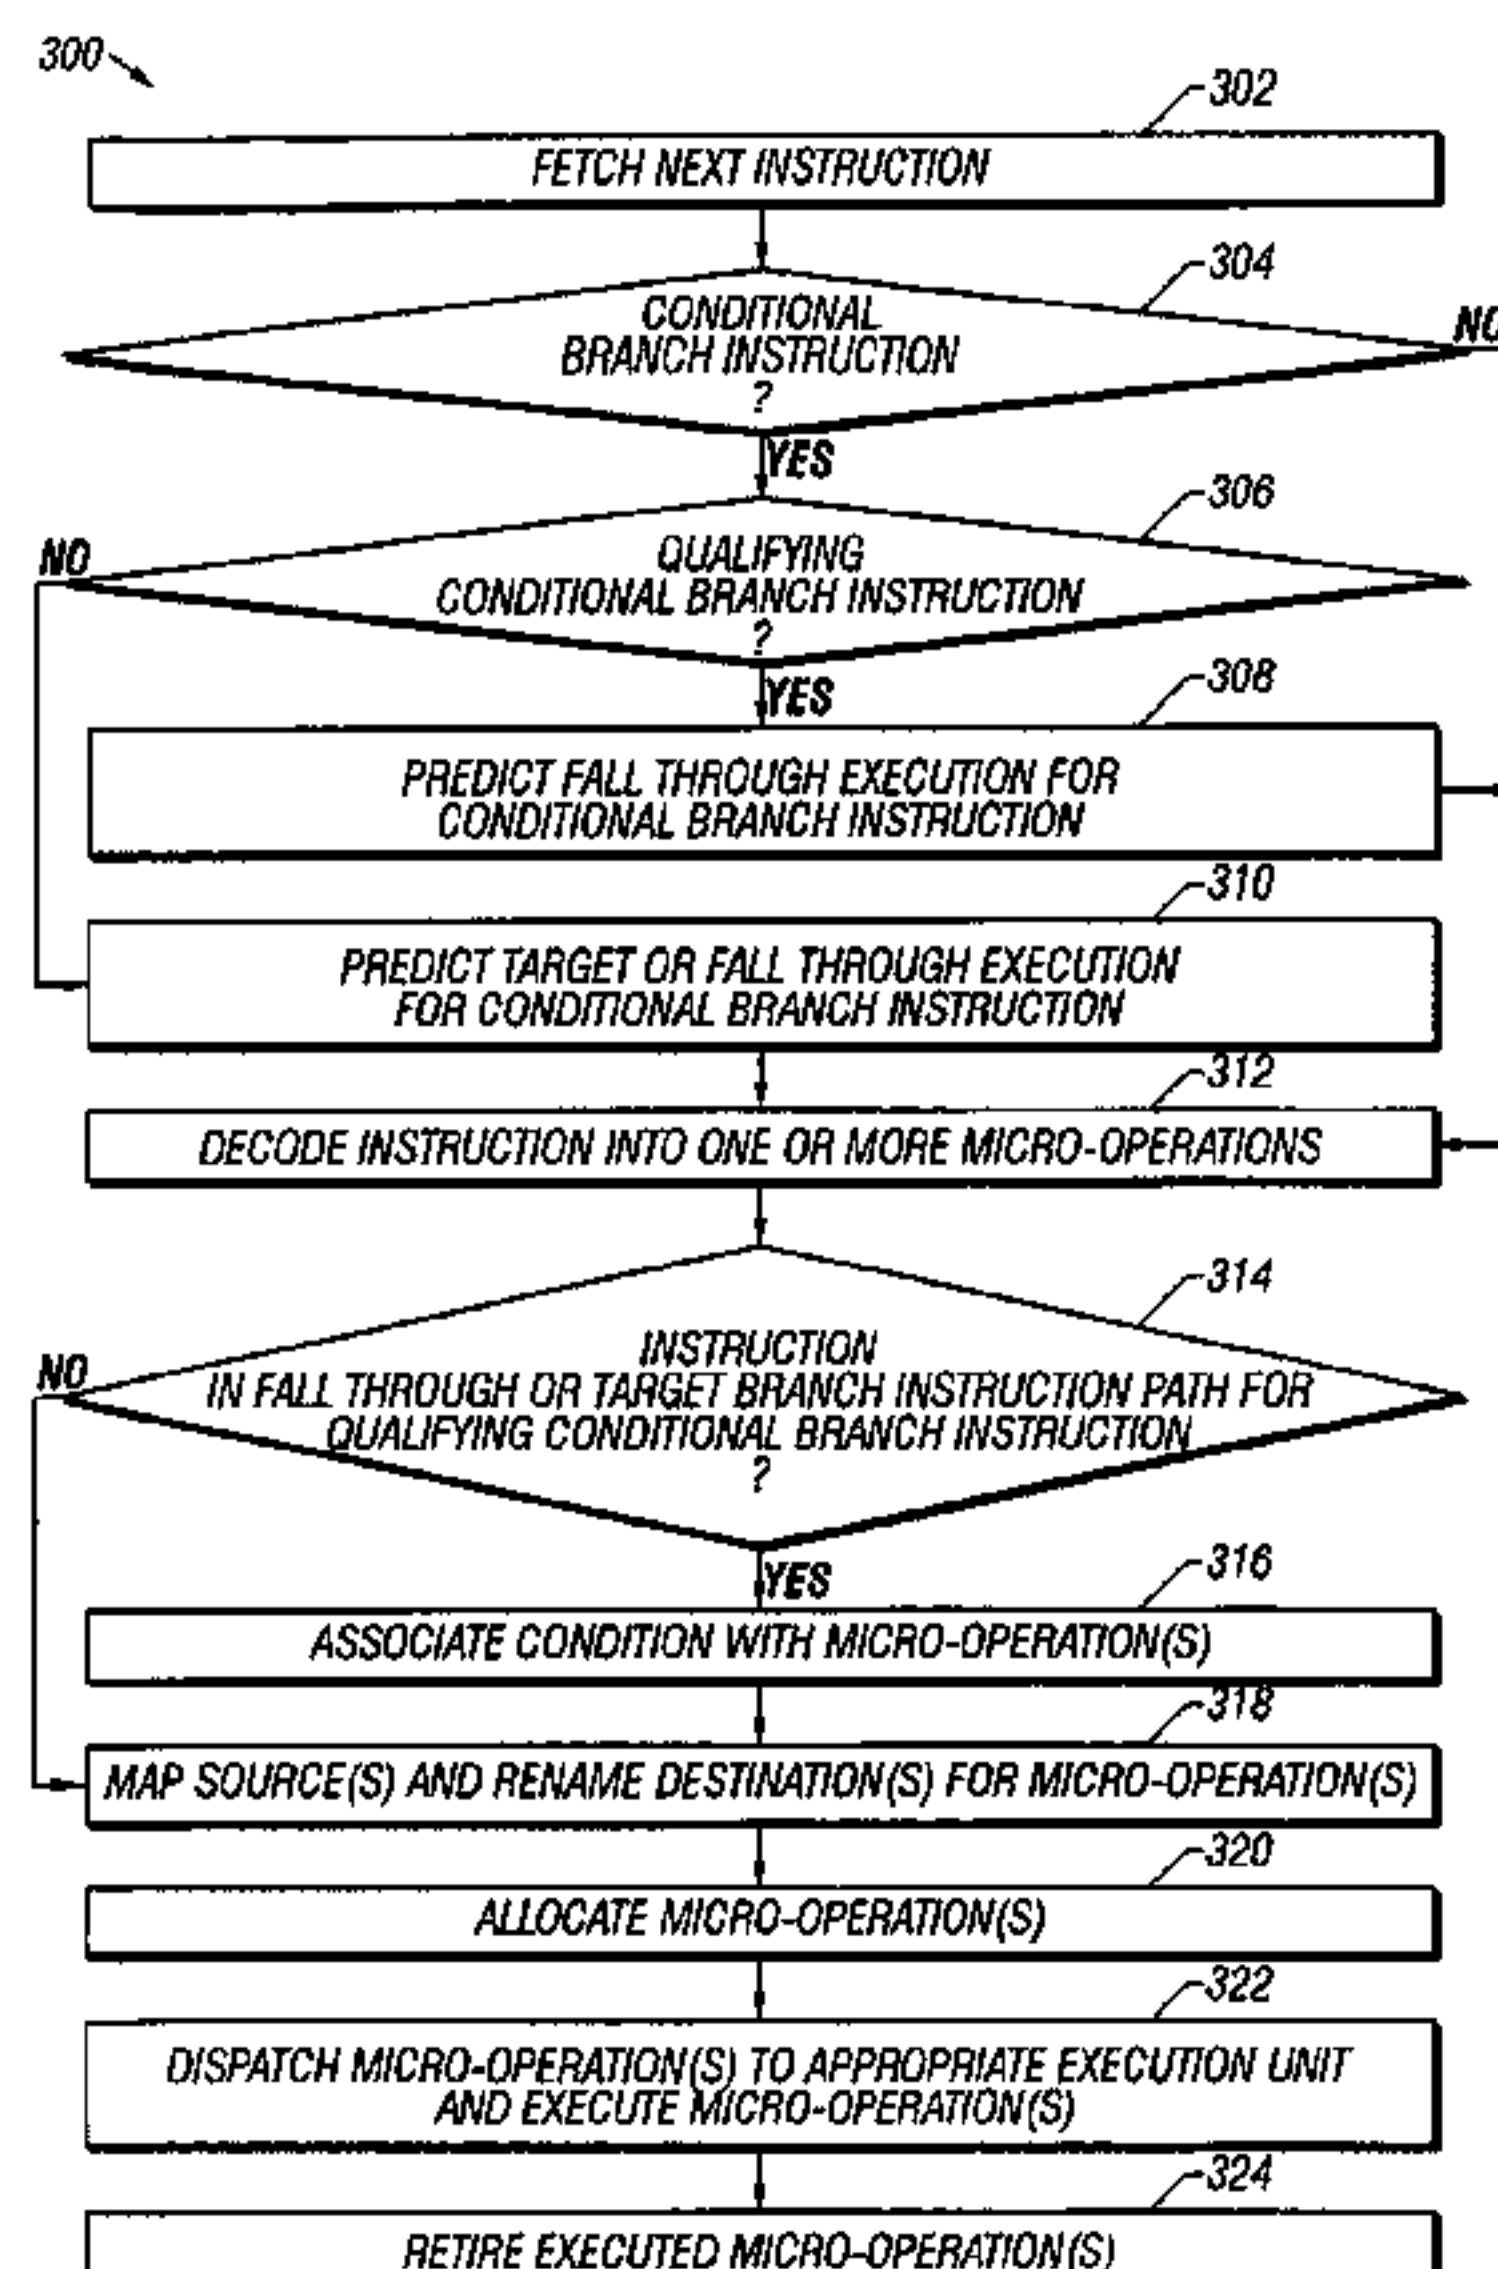 300
302
FETCH NEXT INSTRUCTION
304
CONDITIONAL
BRANCH INSTRUCTION
?
NO
YES
306
NO
QUALIFYING
CONDITIONAL BRANCH INSTRUCTION
?
YES
308
PREDICT FALL THROUGH EXECUTION FOR
CONDITIONAL BRANCH INSTRUCTION
310
PREDICT TARGET OR FALL THROUGH EXECUTION
FOR CONDITIONAL BRANCH INSTRUCTION
312
DECODE INSTRUCTION INTO ONE OR MORE MICRO-OPERATIONS
314
NO
INSTRUCTION
IN FALL THROUGH OR TARGET BRANCH INSTRUCTION PATH FOR
QUALIFYING CONDITIONAL BRANCH INSTRUCTION
?
YES
316
ASSOCIATE CONDITION WITH MICRO-OPERATION(S)
318
MAP SOURCE(S) AND RENAME DESTINATION(S) FOR MICRO-OPERATION(S)
320
ALLOCATE MICRO-OPERATION(S)
322
DISPATCH MICRO-OPERATION(S) TO APPROPRIATE EXECUTION UNIT
AND EXECUTE MICRO-OPERATION(S)
324
RETIRE EXECUTED MICRO-OPERATION(S)